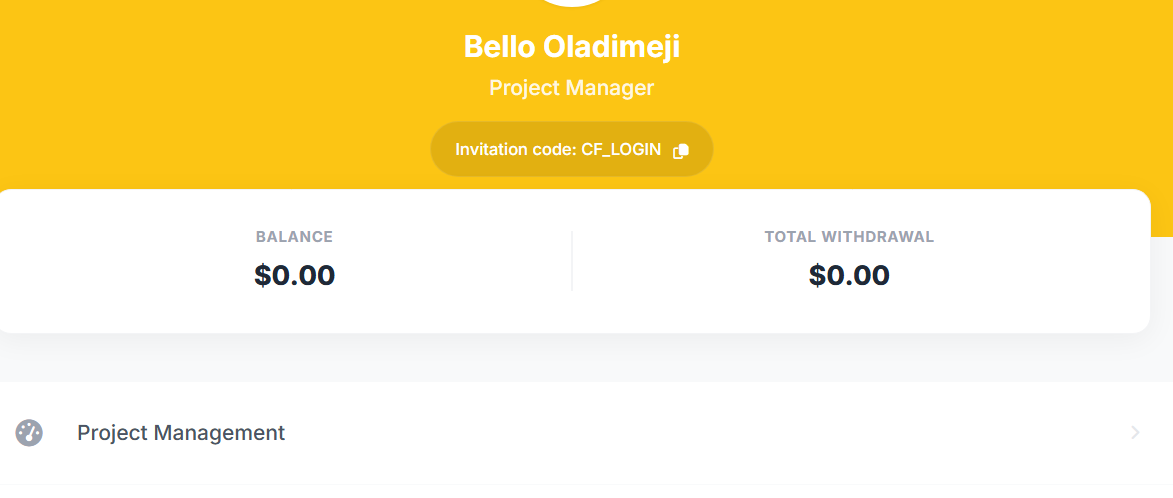 Bello Oladimeji
Project Manager
Invitation code: CF_LOGIN
BALANCE
$0.00
TOTAL WITHDRAWAL
$0.00
Project Management